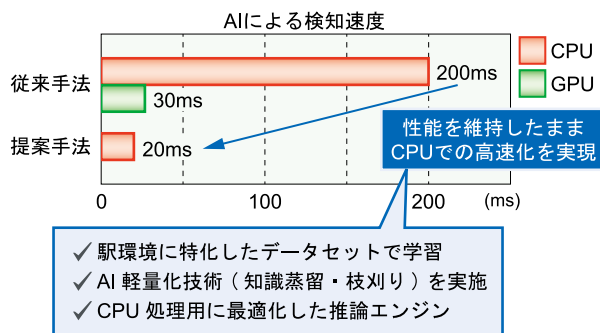 AIによる検知速度
従来手法
200ms
30ms
CPU
GPU
提案手法
20ms
性能を維持したまま
CPUでの高速化を実現
0
100
200
(ms)
✓ 駅環境に特化したデータセットで学習
✓ AI 軽量化技術 ( 知識蒸留・枝刈り ) を実施
✓ CPU 処理用に最適化した推論エンジン